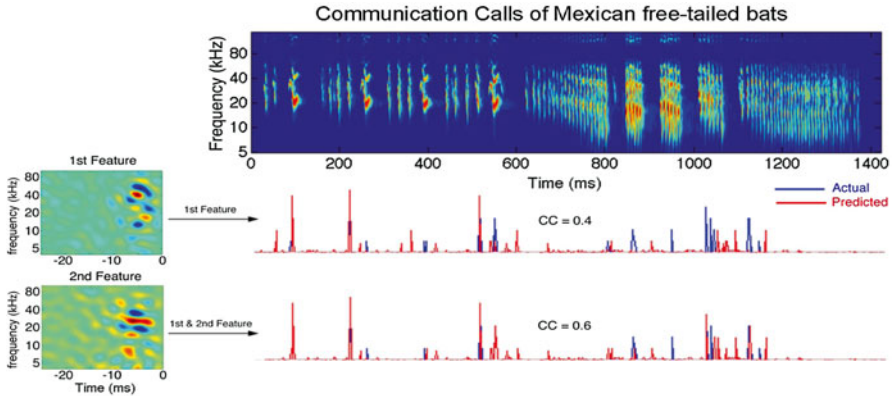 Communication Calls of Mexican free-tailed bats
Frequency (kHz)
80
40
20
10
5
0 200 400 600 800 1000 1200 1400
Time (ms)
1st Feature
frequency (kHz)
80
40
20
10
5
-20 -10 0
1st Feature
CC = 0.4
Actual
Predicted
2nd Feature
frequency (kHz)
80
40
20
10
5
-20 -10 0
Time (ms)
1st & 2nd Feature
CC = 0.6